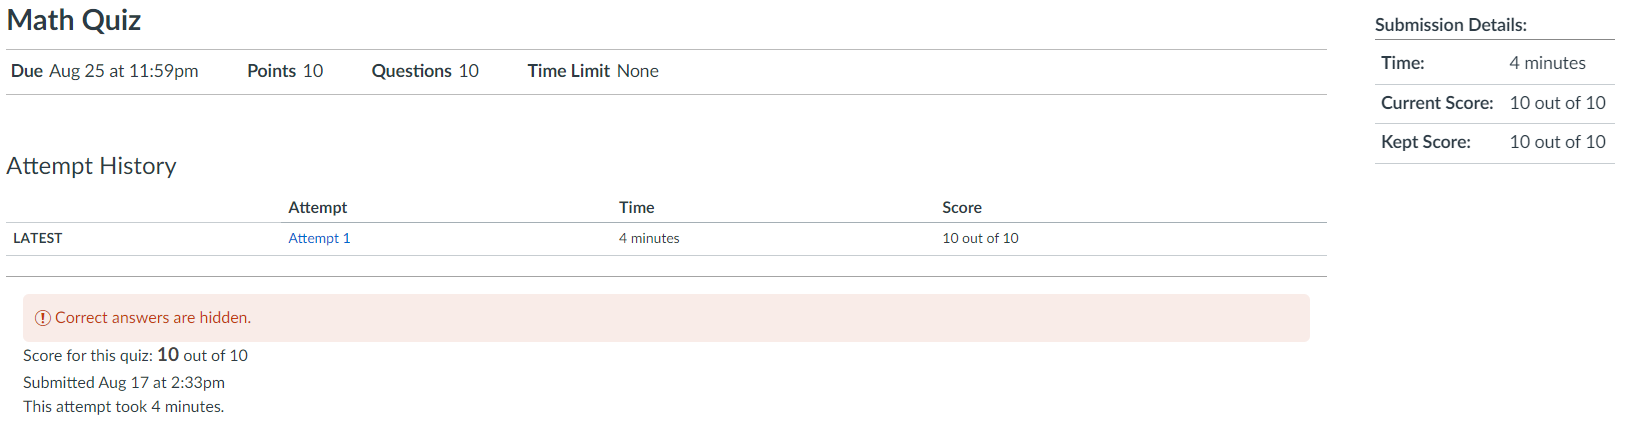 Math Quiz
Due Aug 25 at 11:59pm Points 10 Questions 10 Time Limit None
Attempt History
Attempt Time Score
LATEST Attempt 1 4 minutes 10 out of 10
Correct answers are hidden.
Score for this quiz: 10 out of 10
Submitted Aug 17 at 2:33pm
This attempt took 4 minutes.
Submission Details:
Time: 4 minutes
Current Score: 10 out of 10
Kept Score: 10 out of 10